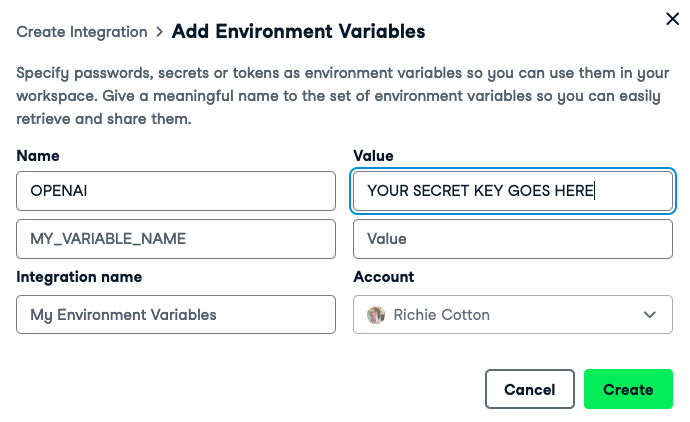 Create Integration > Add Environment Variables
Specify passwords, secrets or tokens as environment variables so you can use them in your
workspace. Give a meaningful name to the set of environment variables so you can easily
retrieve and share them.
Name Value
OPENAI YOUR SECRET KEY GOES HERE
MY_VARIABLE_NAME Value
Integration name Account
My Environment Variables Richie Cotton
Cancel Create